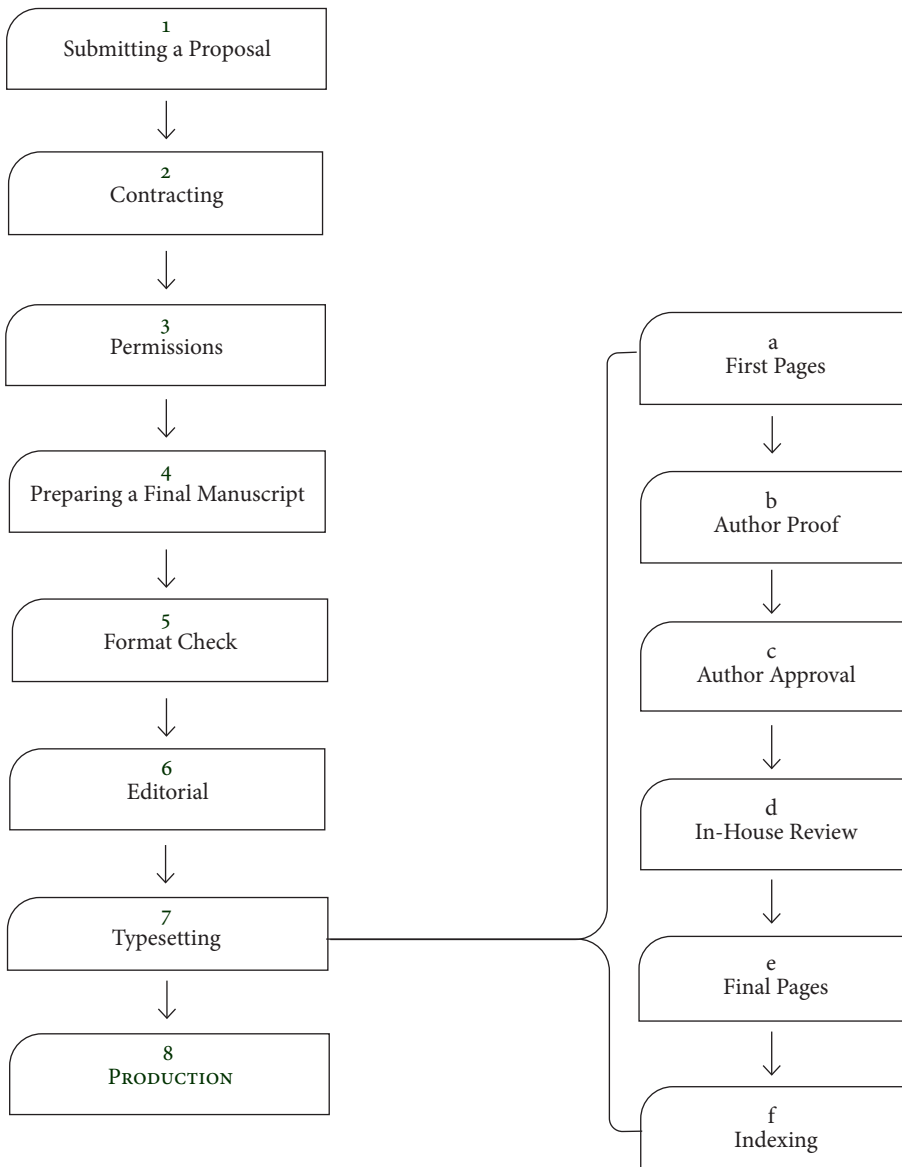 1
Submitting a Proposal
2
Contracting
3
Permissions
4
Preparing a Final Manuscript
5
Format Check
6
Editorial
7
Typesetting
8
PRODUCTION
a
First Pages
b
Author Proof
c
Author Approval
d
In-House Review
e
Final Pages
f
Indexing